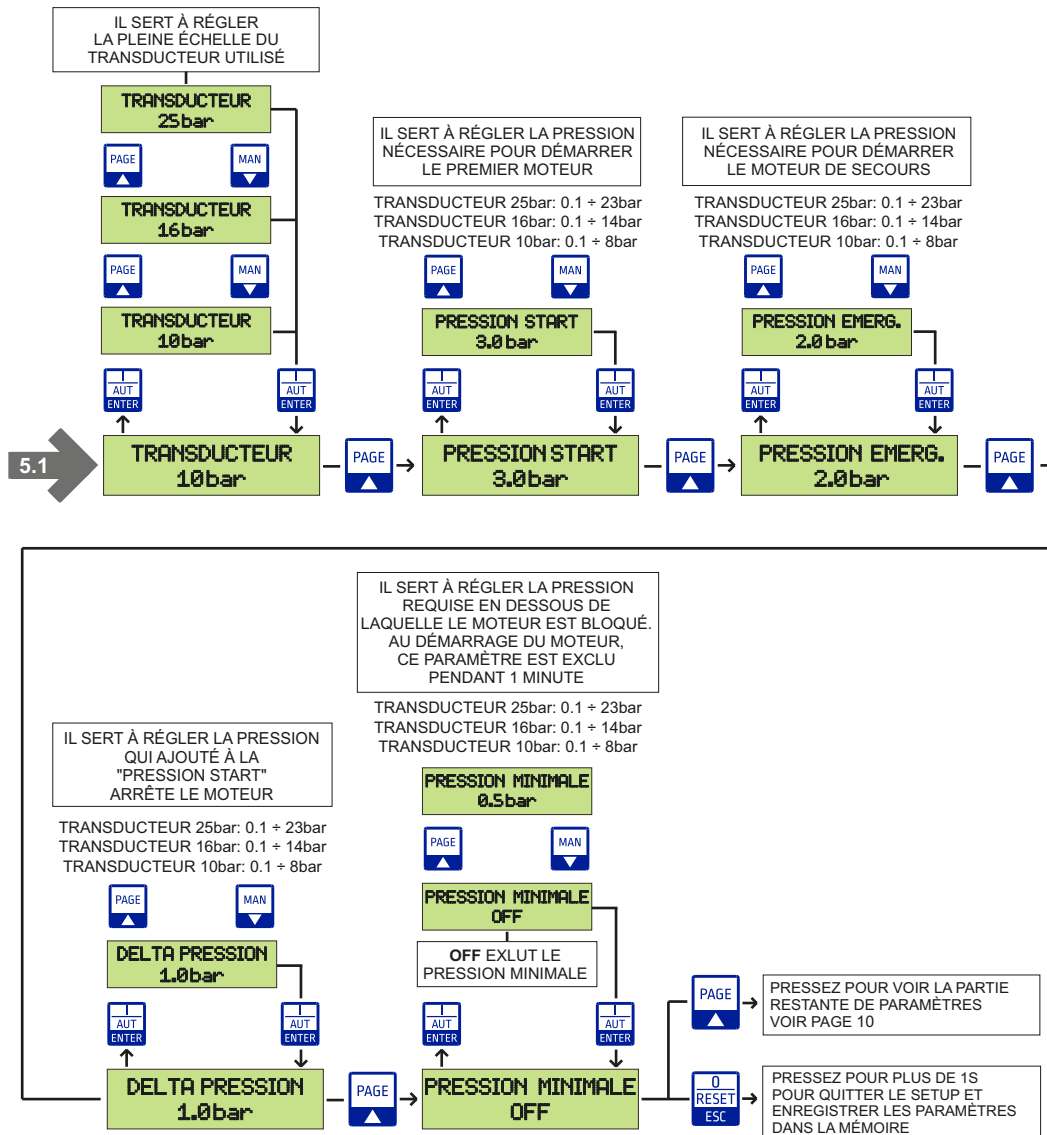 IL SERT À RÉGLER
LA PLEINE ÉCHELLE DU
TRANSDUCTEUR UTILISÉ
TRANSDUCTEUR
25bar
PAGE
MAN
TRANSDUCTEUR
16bar
PAGE
MAN
TRANSDUCTEUR
10bar
I
AUT
ENTER
I
AUT
ENTER
5.1
TRANSDUCTEUR
10bar
PAGE
IL SERT À RÉGLER LA PRESSION
NÉCESSAIRE POUR DÉMARRER
LE PREMIER MOTEUR
TRANSDUCTEUR 25bar: 0.1 ÷ 23bar
TRANSDUCTEUR 16bar: 0.1 ÷ 14bar
TRANSDUCTEUR 10bar: 0.1 ÷ 8bar
PAGE
MAN
PRESSION START
3.0 bar
I
AUT
ENTER
I
AUT
ENTER
PRESSION START
3.0bar
PAGE
IL SERT À RÉGLER LA PRESSION
NÉCESSAIRE POUR DÉMARRER
LE MOTEUR DE SECOURS
TRANSDUCTEUR 25bar: 0.1 ÷ 23bar
TRANSDUCTEUR 16bar: 0.1 ÷ 14bar
TRANSDUCTEUR 10bar: 0.1 ÷ 8bar
PAGE
MAN
PRESSION EMERG.
2.0 bar
I
AUT
ENTER
I
AUT
ENTER
PRESSION EMERG.
2.0bar
PAGE
IL SERT À RÉGLER LA PRESSION
QUI AJOUTÉ À LA
"PRESSION START"
ARRÊTE LE MOTEUR
TRANSDUCTEUR 25bar: 0.1 ÷ 23bar
TRANSDUCTEUR 16bar: 0.1 ÷ 14bar
TRANSDUCTEUR 10bar: 0.1 ÷ 8bar
PAGE
MAN
DELTA PRESSION
1.0bar
I
AUT
ENTER
I
AUT
ENTER
DELTA PRESSION
1.0bar
PAGE
IL SERT À RÉGLER LA PRESSION
REQUISE EN DESSOUS DE
LAQUELLE LE MOTEUR EST BLOQUÉ.
AU DÉMARRAGE DU MOTEUR,
CE PARAMÈTRE EST EXCLU
PENDANT 1 MINUTE
TRANSDUCTEUR 25bar: 0.1 ÷ 23bar
TRANSDUCTEUR 16bar: 0.1 ÷ 14bar
TRANSDUCTEUR 10bar: 0.1 ÷ 8bar
PRESSION MINIMALE
0.5bar
PAGE
MAN
PRESSION MINIMALE
OFF
OFF EXLUT LE
PRESSION MINIMALE
I
AUT
ENTER
I
AUT
ENTER
PRESSION MINIMALE
OFF
PAGE
PRESSEZ POUR VOIR LA PARTIE
RESTANTE DE PARAMÈTRES
VOIR PAGE 10
0
RESET
ESC
PRESSEZ POUR PLUS DE 1S
POUR QUITTER LE SETUP ET
ENREGISTRER LES PARAMÈTRES
DANS LA MÉMOIRE